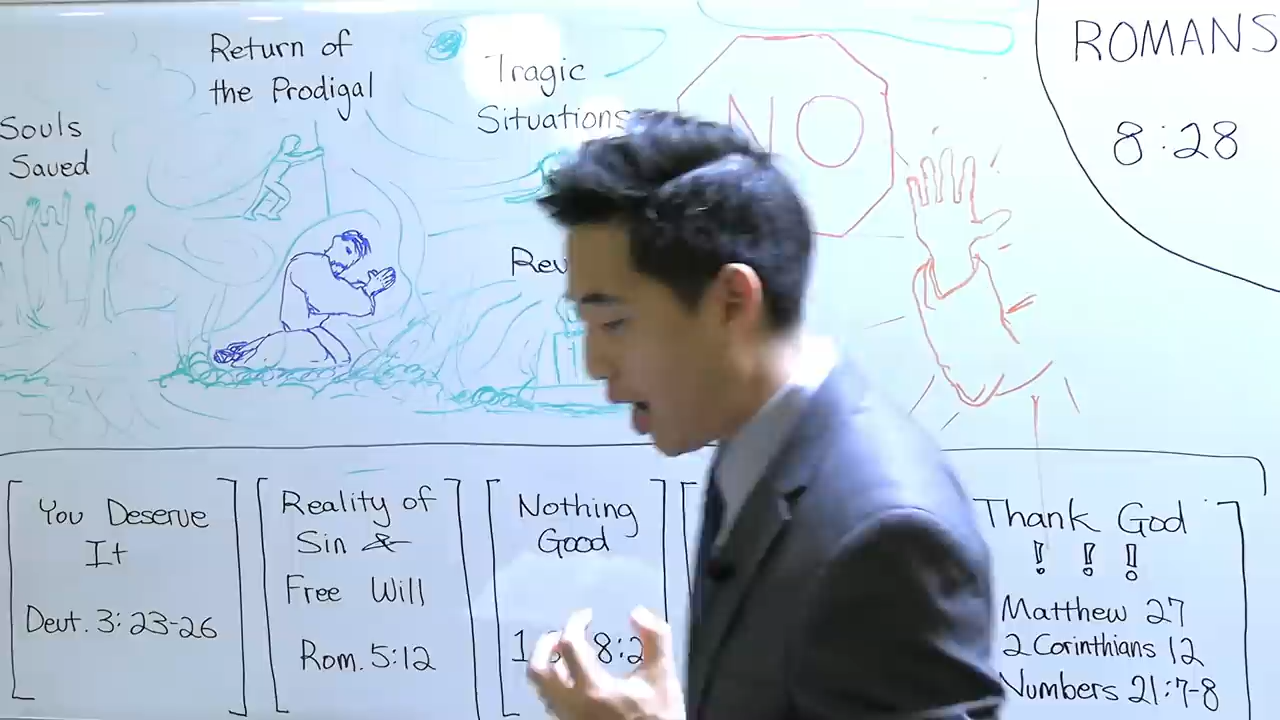 Return of
the Prodigal
Tragic
Situations
Souls
Saved
NO
ROMANS
8:28
You Deserve
It
Deut. 3:23-26
Reality of
Sin &
Free Will
Rom. 5:12
Nothing
Good
Thank God
! ! !
Matthew 27
2 Corinthians 12
Numbers 21:7-8